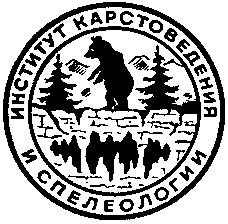 ИНСТИТУТ КАРСТОВЕДЕНИЯ
И СПЕЛЕОЛОГИИ